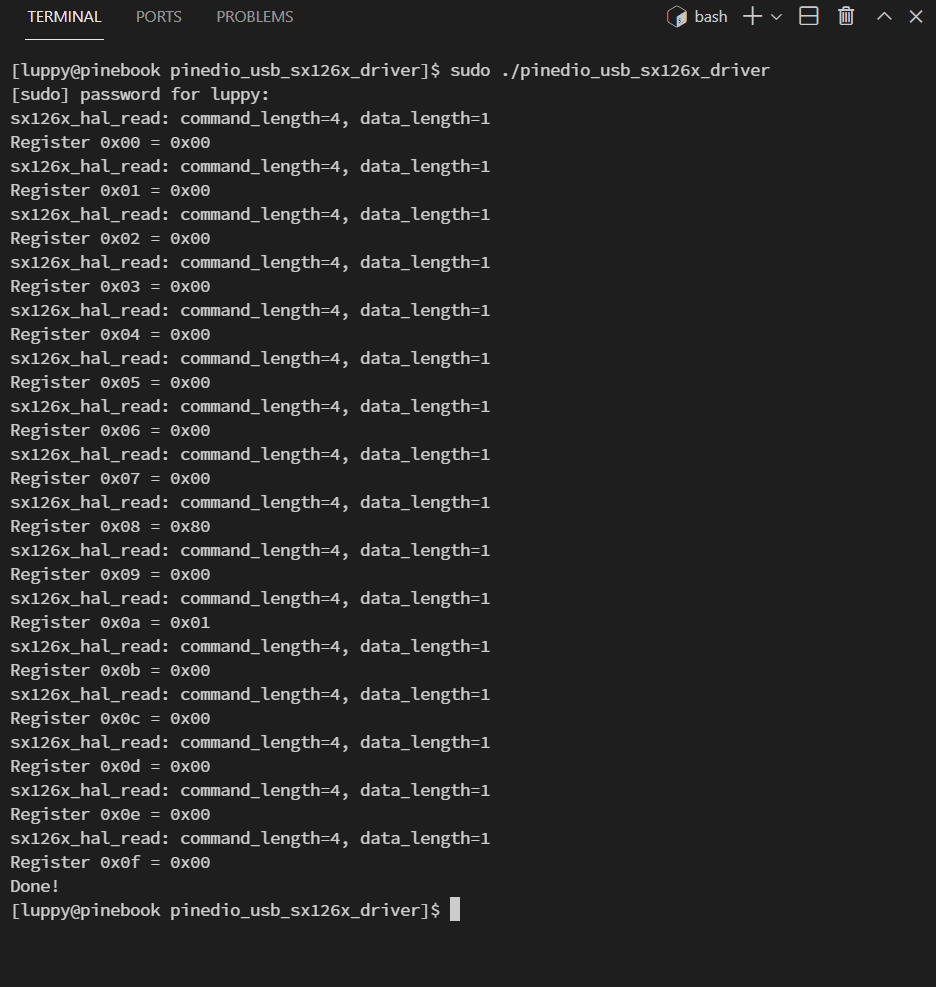 TERMINAL PORTS PROBLEMS bash
[luppy@pinebook pinedio_usb_sx126x_driver]$ sudo ./pinedio_usb_sx126x_driver
[sudo] password for luppy:
sx126x_hal_read: command_length=4, data_length=1
Register 0x00 = 0x00
sx126x_hal_read: command_length=4, data_length=1
Register 0x01 = 0x00
sx126x_hal_read: command_length=4, data_length=1
Register 0x02 = 0x00
sx126x_hal_read: command_length=4, data_length=1
Register 0x03 = 0x00
sx126x_hal_read: command_length=4, data_length=1
Register 0x04 = 0x00
sx126x_hal_read: command_length=4, data_length=1
Register 0x05 = 0x00
sx126x_hal_read: command_length=4, data_length=1
Register 0x06 = 0x00
sx126x_hal_read: command_length=4, data_length=1
Register 0x07 = 0x00
sx126x_hal_read: command_length=4, data_length=1
Register 0x08 = 0x80
sx126x_hal_read: command_length=4, data_length=1
Register 0x09 = 0x00
sx126x_hal_read: command_length=4, data_length=1
Register 0x0a = 0x01
sx126x_hal_read: command_length=4, data_length=1
Register 0x0b = 0x00
sx126x_hal_read: command_length=4, data_length=1
Register 0x0c = 0x00
sx126x_hal_read: command_length=4, data_length=1
Register 0x0d = 0x00
sx126x_hal_read: command_length=4, data_length=1
Register 0x0e = 0x00
sx126x_hal_read: command_length=4, data_length=1
Register 0x0f = 0x00
Done!
[luppy@pinebook pinedio_usb_sx126x_driver]$